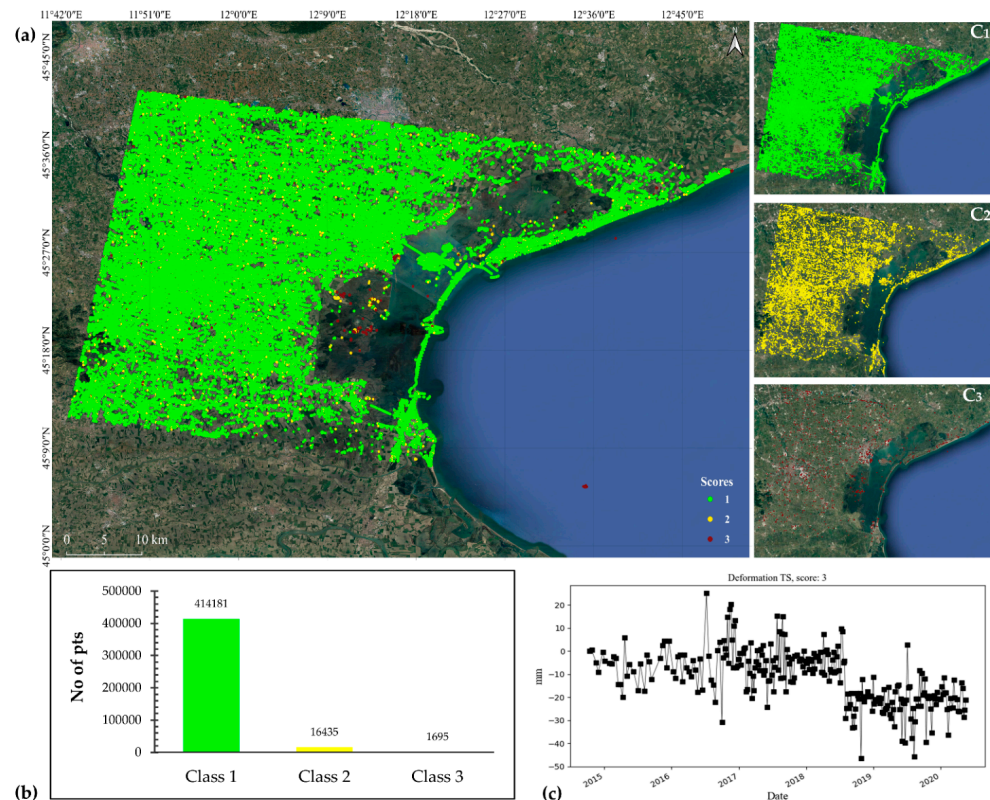 11°42'0"E
11°51'0"E
12°0'0"E
12°9'0"E
12°18'0"E
12°27'0"E
12°36'0"E
12°45'0"E
(a)
45°45'0"N
45°36'0"N
45°27'0"N
45°18'0"N
45°9'0"N
45°0'0"N
Scores
1
2
3
0 5 10 km
C1
C2
C3
(b)
No of pts
500000
400000
300000
200000
100000
0
414181
16435
1695
Class 1 Class 2 Class 3
(c)
Deformation TS, score: 3
mm
20
10
0
−10
−20
−30
−40
−50
2015 2016 2017 2018 2019 2020
Date